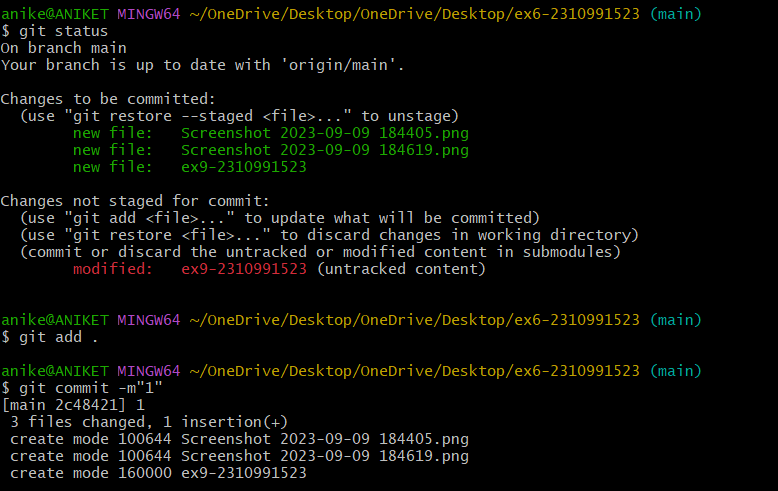 anike@ANIKET MINGW64 ~/OneDrive/Desktop/OneDrive/Desktop/ex6-2310991523 (main)
$ git status
On branch main
Your branch is up to date with 'origin/main'.

Changes to be committed:
  (use "git restore --staged <file>..." to unstage)
        new file:   Screenshot 2023-09-09 184405.png
        new file:   Screenshot 2023-09-09 184619.png
        new file:   ex9-2310991523

Changes not staged for commit:
  (use "git add <file>..." to update what will be committed)
  (use "git restore <file>..." to discard changes in working directory)
  (commit or discard the untracked or modified content in submodules)
        modified:   ex9-2310991523 (untracked content)

anike@ANIKET MINGW64 ~/OneDrive/Desktop/OneDrive/Desktop/ex6-2310991523 (main)
$ git add .

anike@ANIKET MINGW64 ~/OneDrive/Desktop/OneDrive/Desktop/ex6-2310991523 (main)
$ git commit -m"1"
[main 2c48421] 1
 3 files changed, 1 insertion(+)
 create mode 100644 Screenshot 2023-09-09 184405.png
 create mode 100644 Screenshot 2023-09-09 184619.png
 create mode 160000 ex9-2310991523